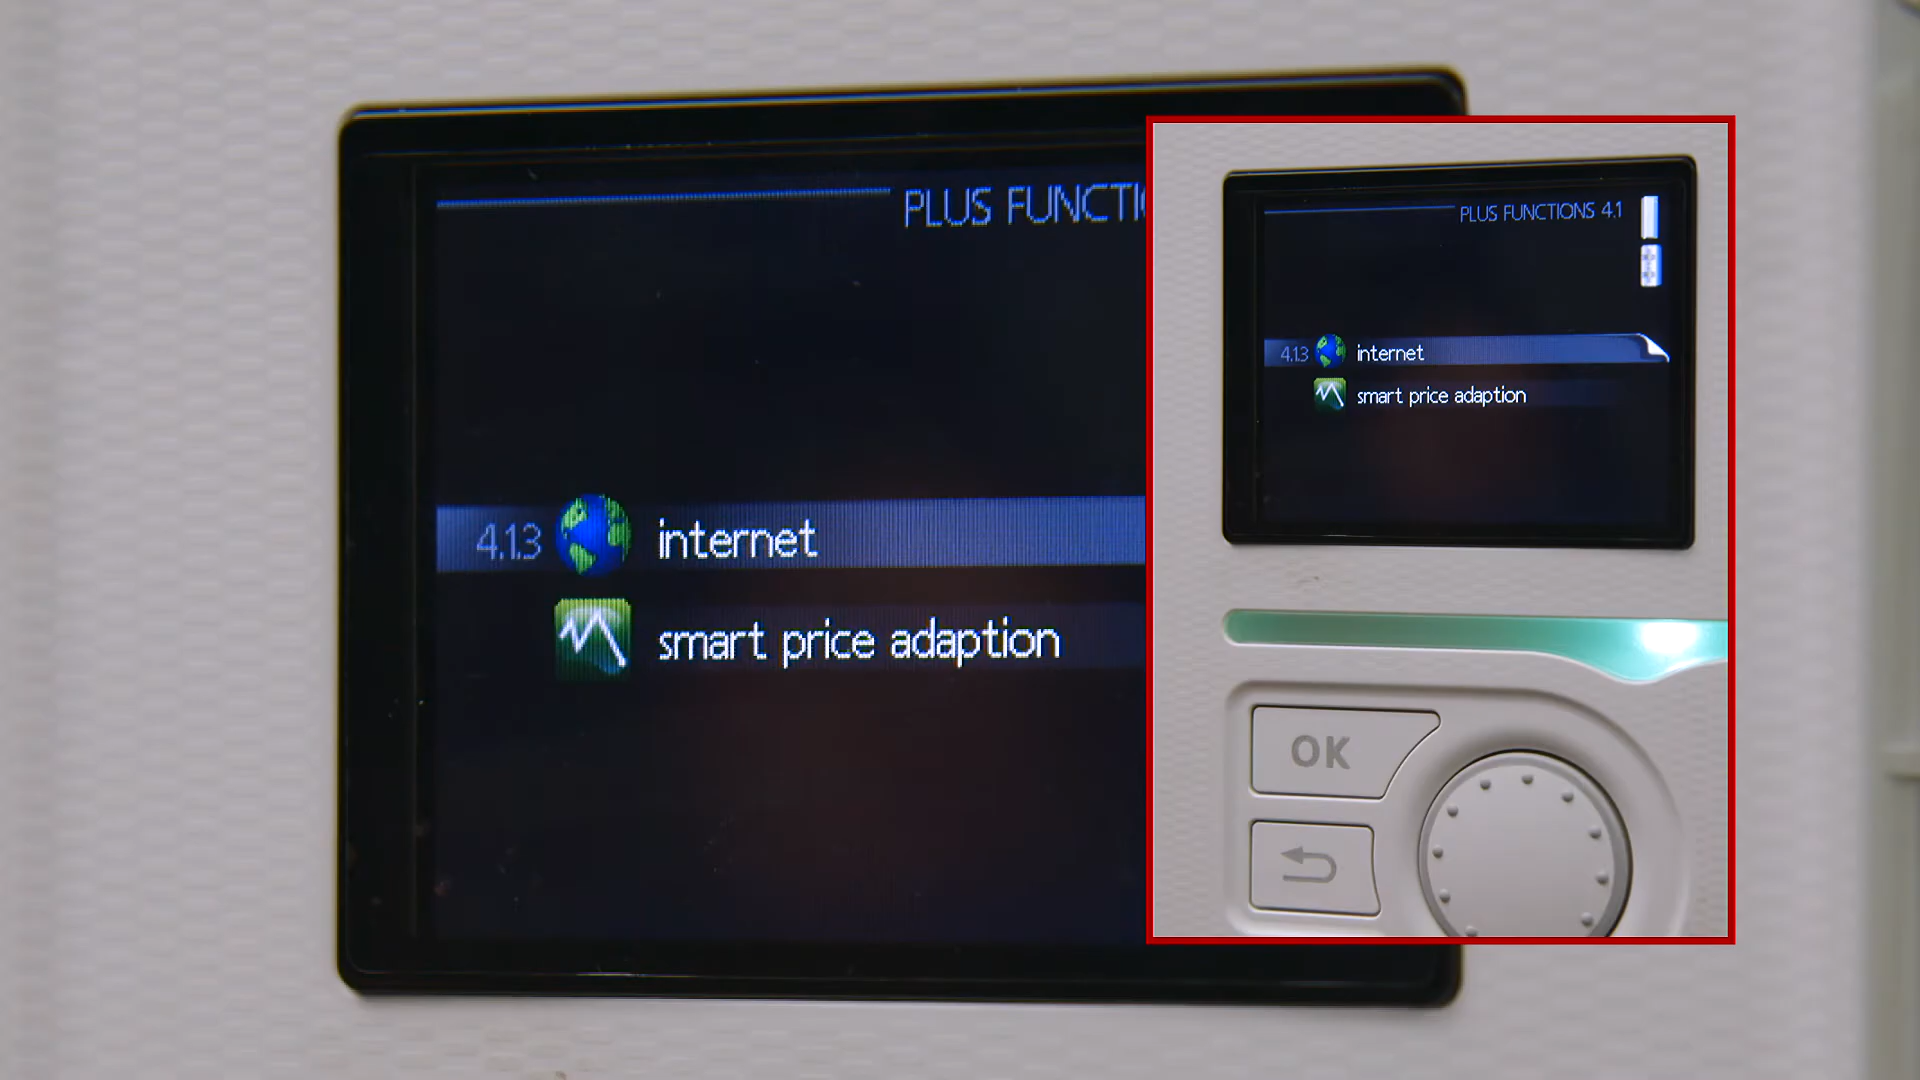 PLUS FUNCTI
4.1.3 internet
smart price adaption
PLUS FUNCTIONS 4.1
4.1.3 internet
smart price adaption
OK